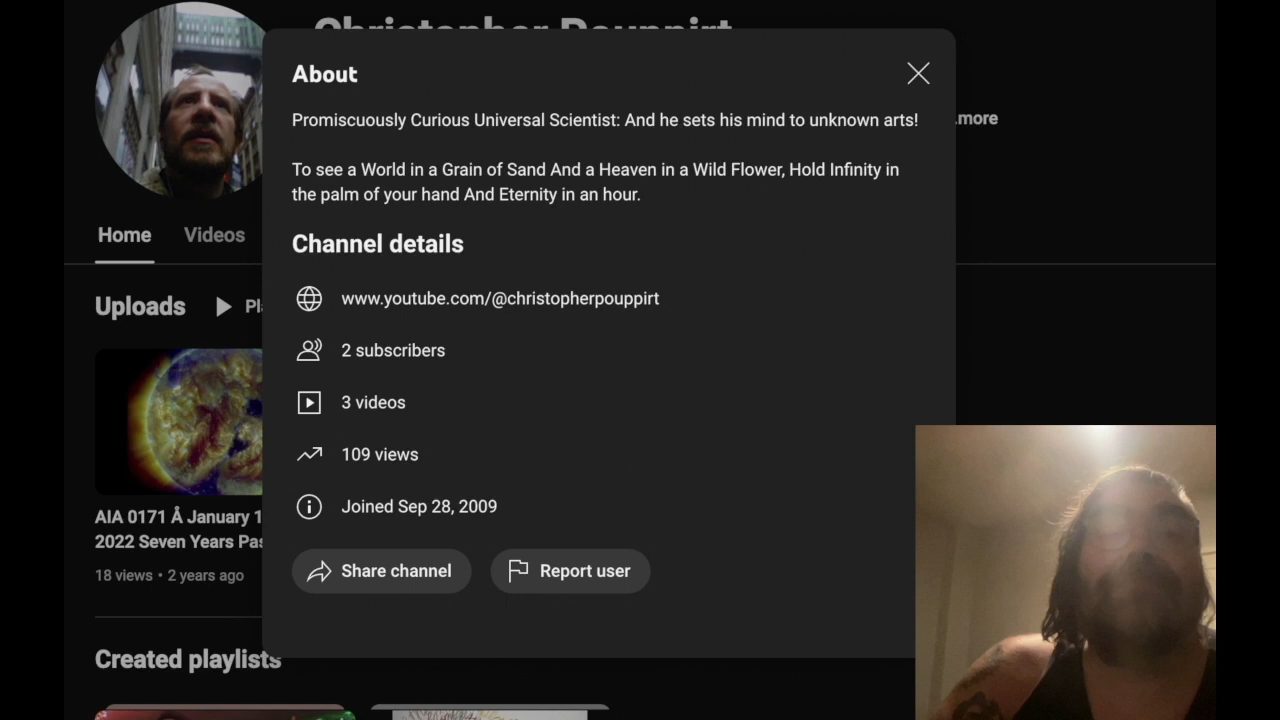 Christopher Pouppirt
About
Promiscuously Curious Universal Scientist: And he sets his mind to unknown arts!
...more
To see a World in a Grain of Sand And a Heaven in a Wild Flower, Hold Infinity in
the palm of your hand And Eternity in an hour.
Home Videos
Channel details
www.youtube.com/@christopherpouppirt
Uploads
2 subscribers
3 videos
109 views
Joined Sep 28, 2009
AIA 0171 Å January 1
2022 Seven Years Pas
18 views • 2 years ago
Share channel Report user
Created playlists